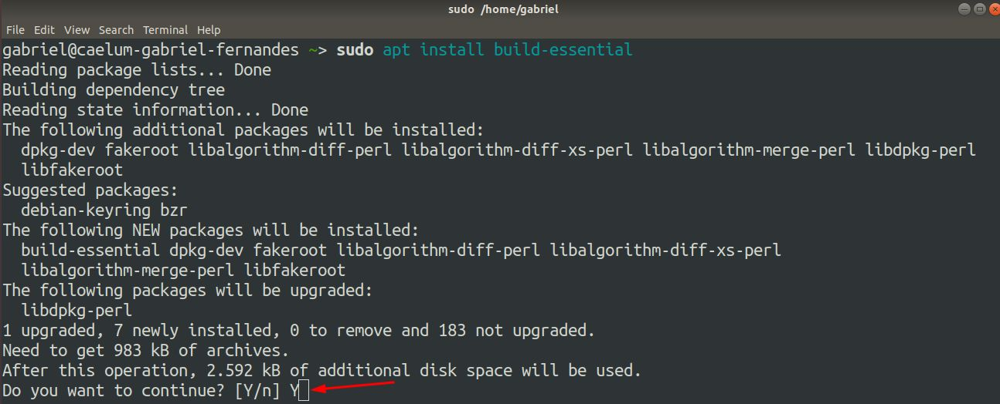 sudo /home/gabriel
File Edit View Search Terminal Help
gabriel@caelum-gabriel-fernandes ~> sudo apt install build-essential
Reading package lists... Done
Building dependency tree
Reading state information... Done
The following additional packages will be installed:
  dpkg-dev fakeroot libalgorithm-diff-perl libalgorithm-diff-xs-perl libalgorithm-merge-perl libdpkg-perl
  libfakeroot
Suggested packages:
  debian-keyring bzr
The following NEW packages will be installed:
  build-essential dpkg-dev fakeroot libalgorithm-diff-perl libalgorithm-diff-xs-perl
  libalgorithm-merge-perl libfakeroot
The following packages will be upgraded:
  libdpkg-perl
1 upgraded, 7 newly installed, 0 to remove and 183 not upgraded.
Need to get 983 kB of archives.
After this operation, 2.592 kB of additional disk space will be used.
Do you want to continue? [Y/n] Y